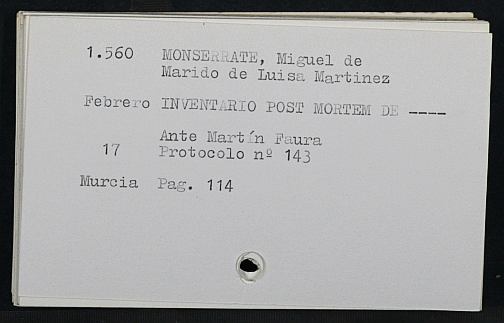 1.560 MONSERRATE, Miguel de
Marido de Luisa Martinez
Febrero INVENTARIO POST MORTEM DE ----
Ante Martín Faura
17 Protocolo nº 143
Murcia Pag. 114